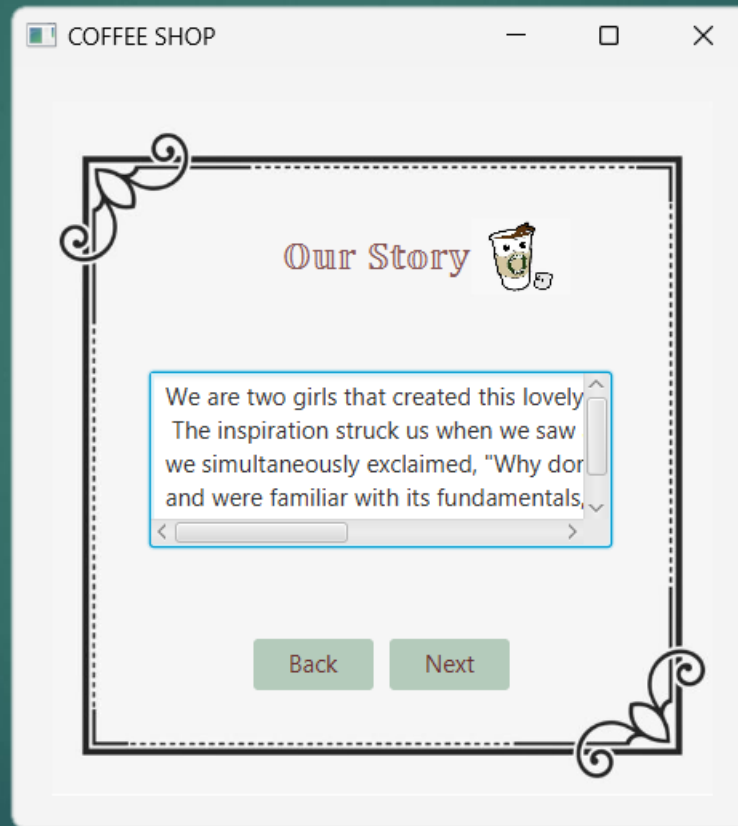 COFFEE SHOP
Our Story
We are two girls that created this lovely
The inspiration struck us when we saw
we simultaneously exclaimed, "Why don
and were familiar with its fundamentals,
Back Next